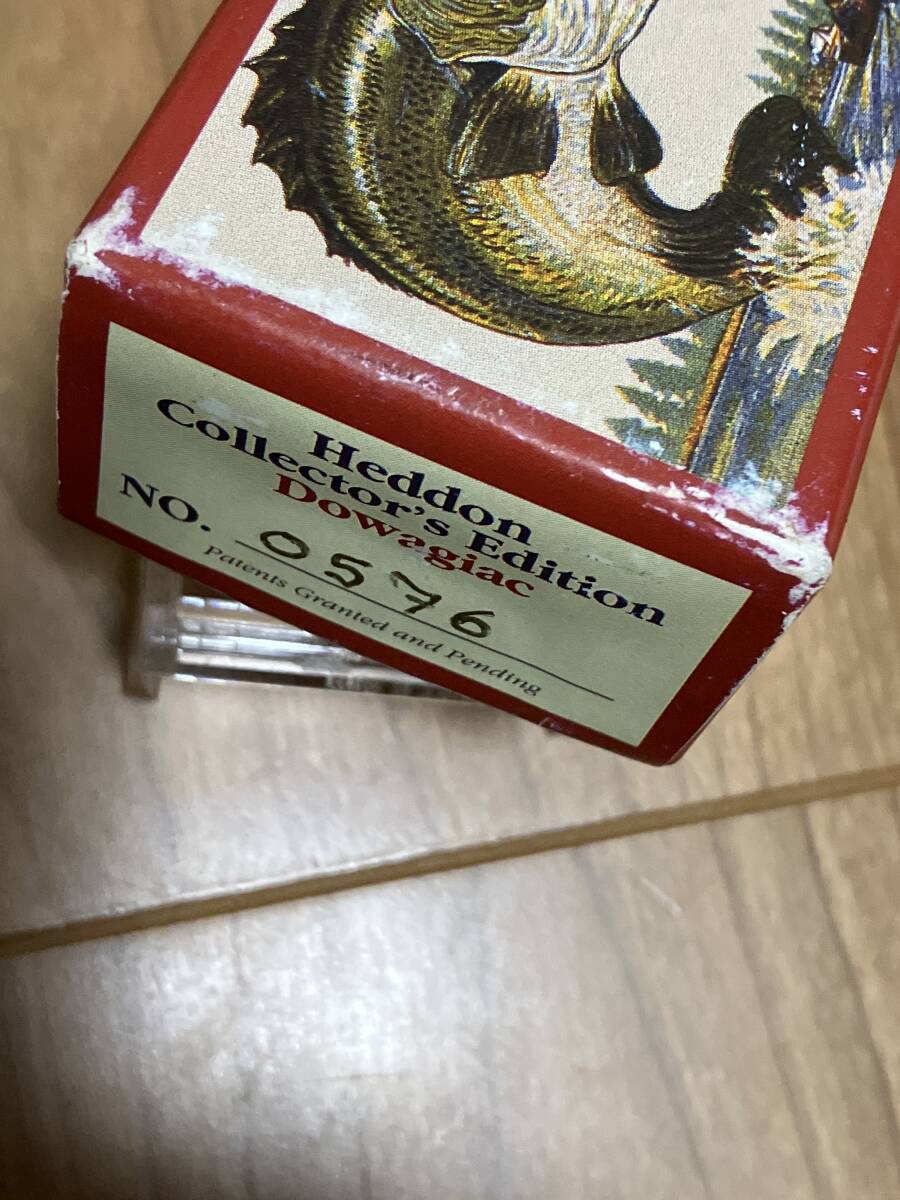 Heddon
Collector's Edition
Dowagiac
NO. 0576
Patents Granted and Pending